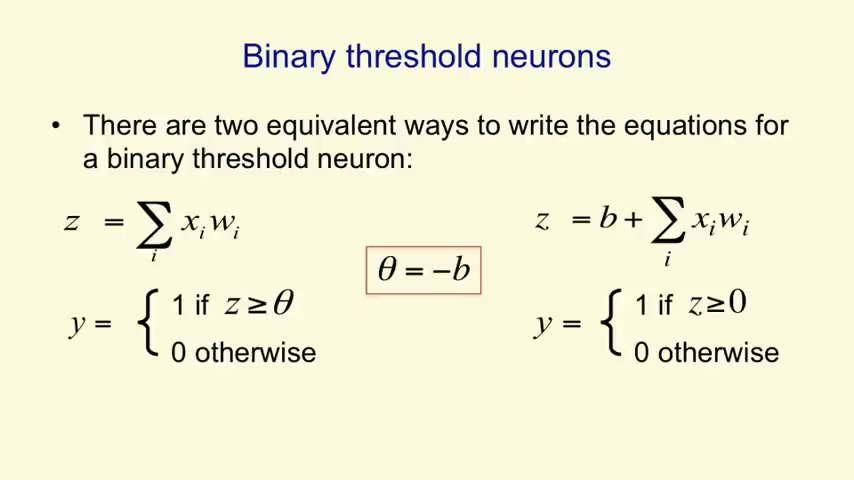 Binary threshold neurons
• There are two equivalent ways to write the equations for
a binary threshold neuron:
z = ∑ᵢ xᵢwᵢ
y = { 1 if z ≥ θ
0 otherwise
θ = −b
z = b + ∑ᵢ xᵢwᵢ
y = { 1 if z ≥ 0
0 otherwise